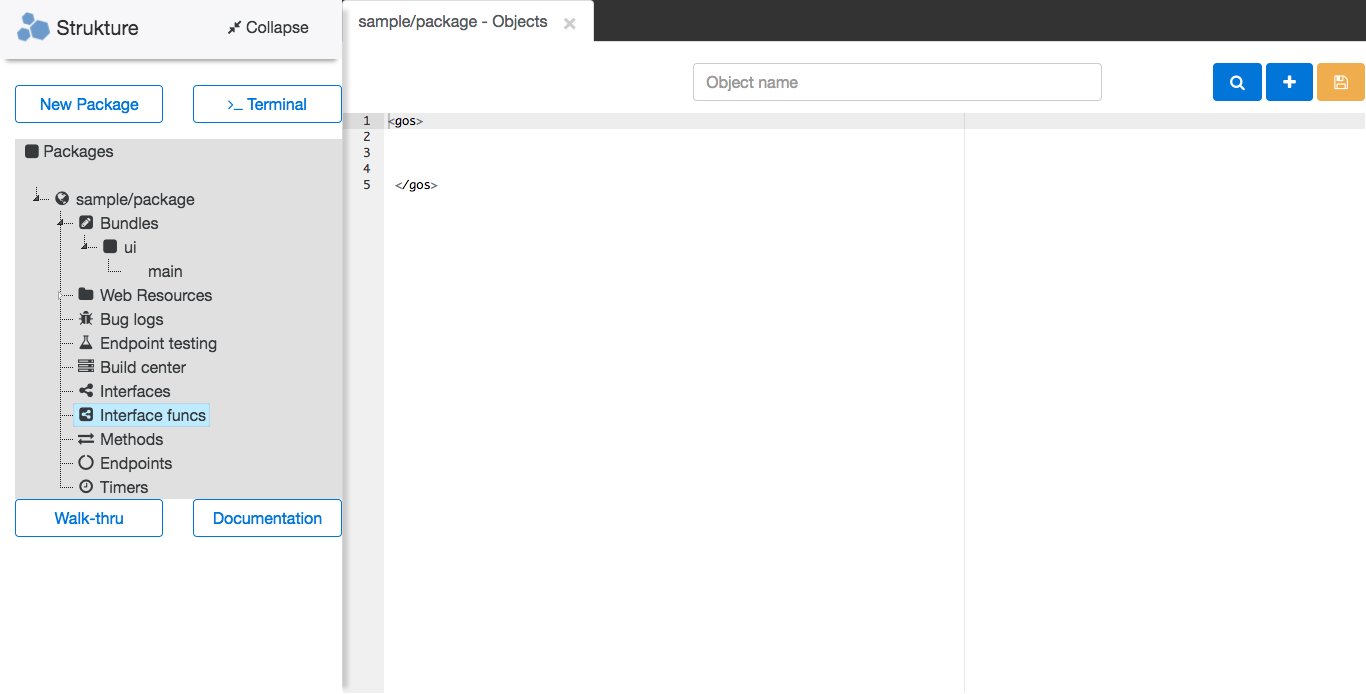 Strukture
Collapse
sample/package - Objects
Object name
New Package
>_ Terminal
Packages
sample/package
Bundles
ui
main
Web Resources
Bug logs
Endpoint testing
Build center
Interfaces
Interface funcs
Methods
Endpoints
Timers
Walk-thru
Documentation
1 <gos>
2
3
4
5 </gos>